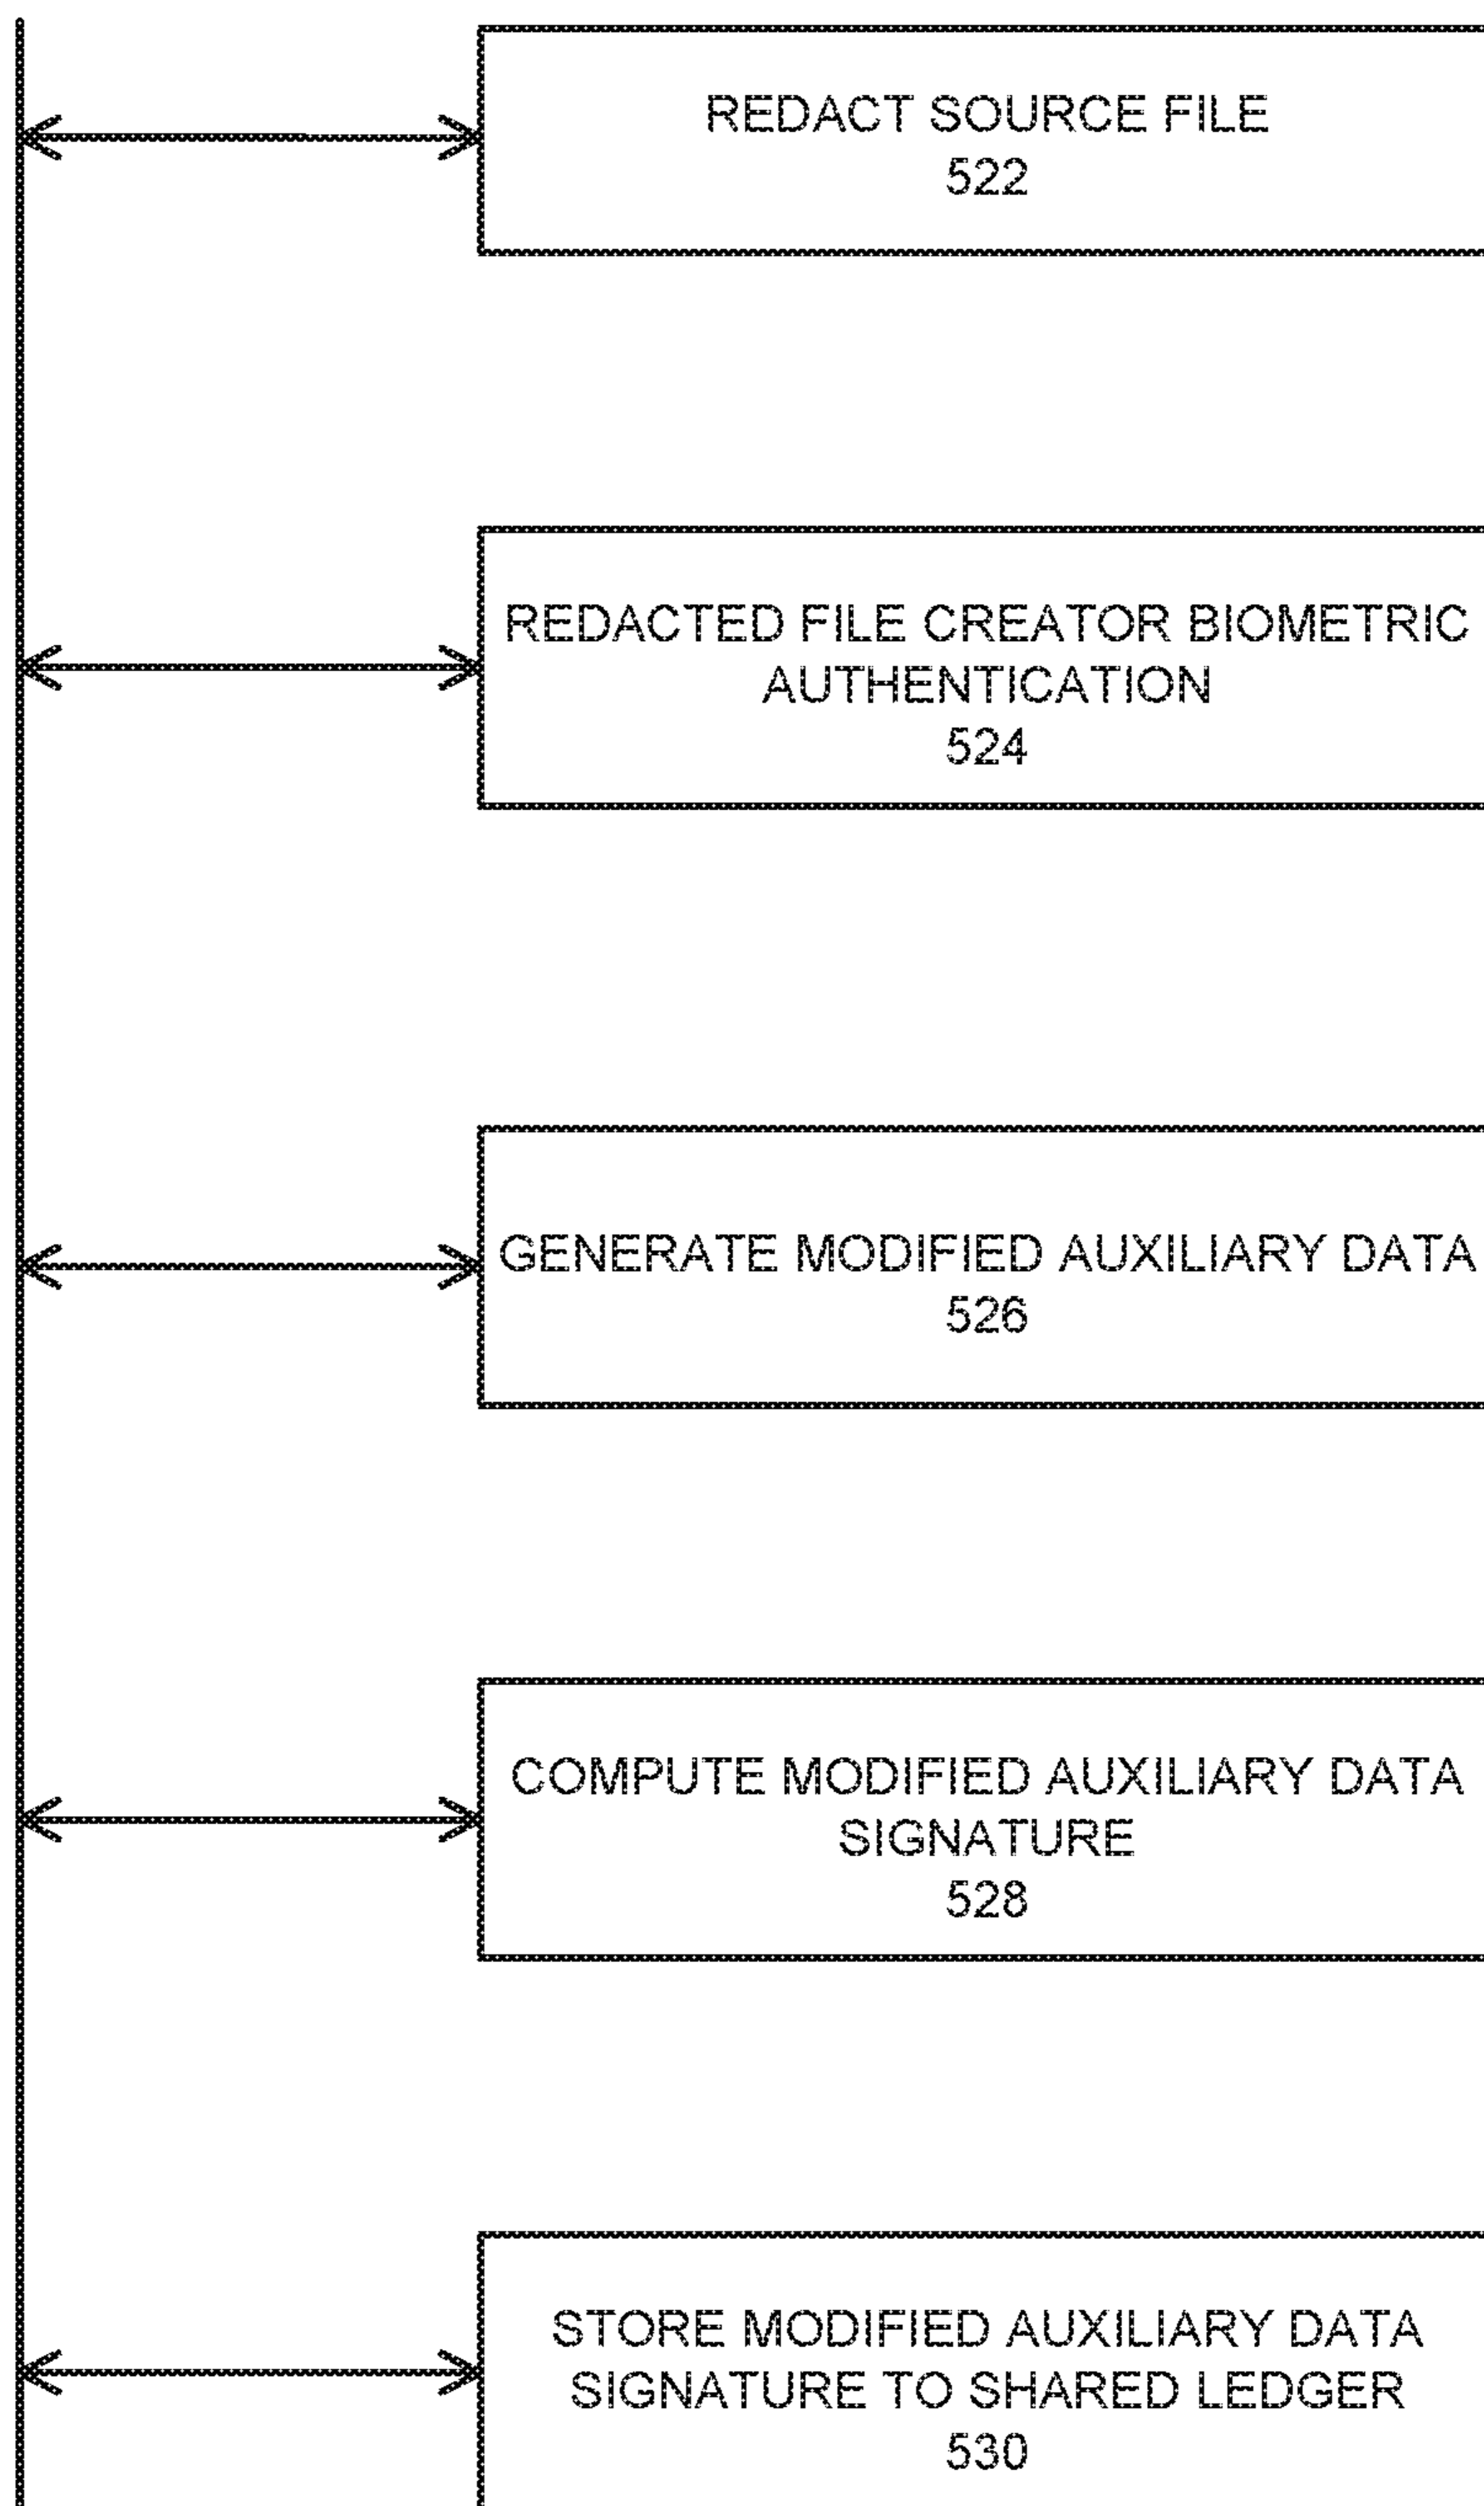 REDACT SOURCE FILE
522
REDACTED FILE CREATOR BIOMETRIC
AUTHENTICATION
524
GENERATE MODIFIED AUXILIARY DATA
526
COMPUTE MODIFIED AUXILIARY DATA
SIGNATURE
528
STORE MODIFIED AUXILIARY DATA
SIGNATURE TO SHARED LEDGER
530